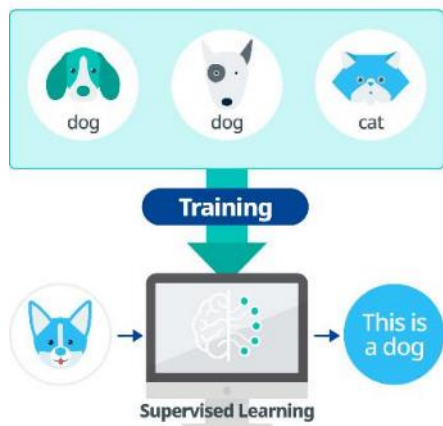 dog
dog
cat
Training
This is
a dog
Supervised Learning